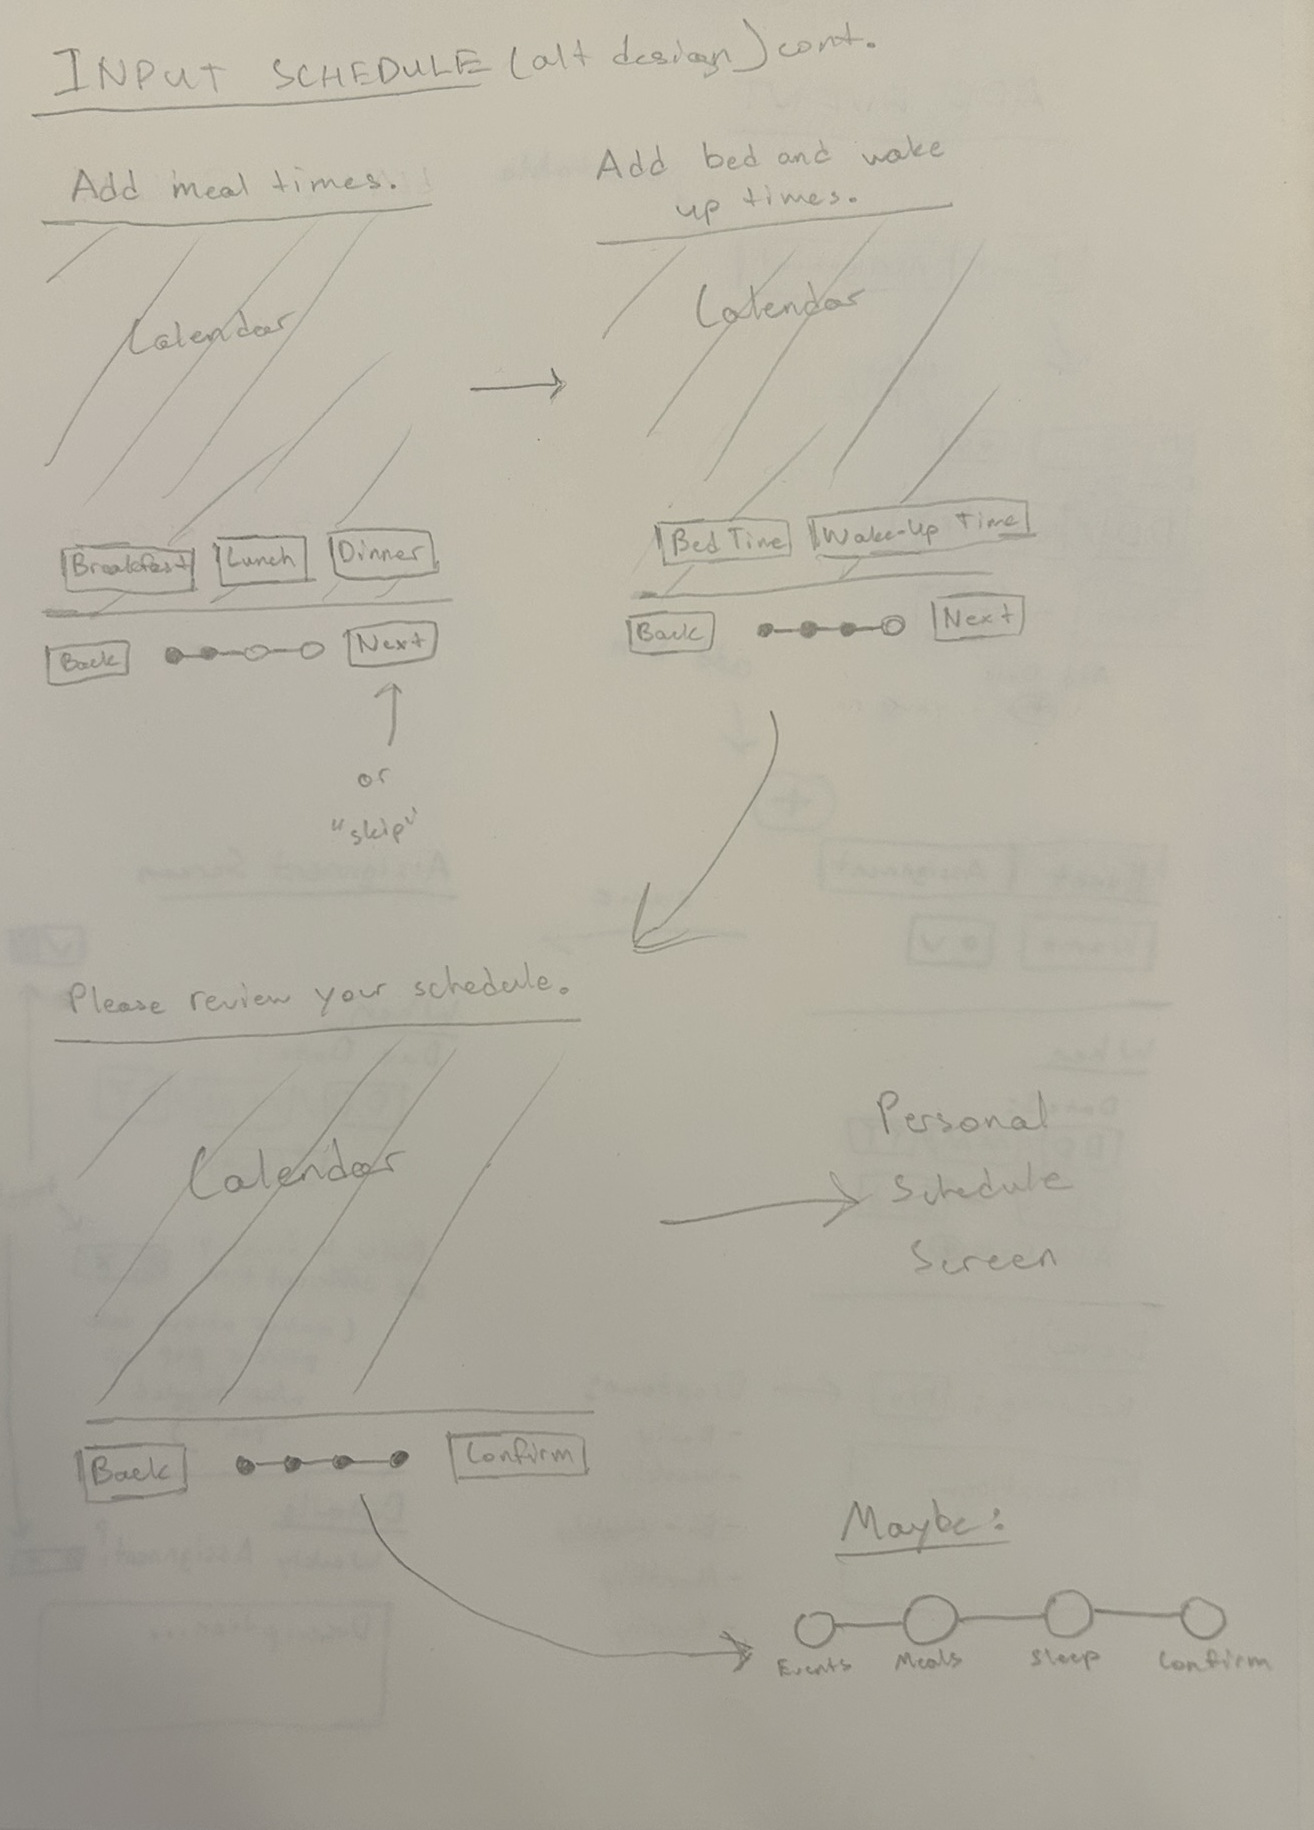 INPUT SCHEDULE (alt design) cont.
Add meal times.
Calendar
Breakfast Lunch Dinner
Back Next
or
"skip"
Add bed and wake
up times.
Calendar
Bed Time Wake-Up Time
Back Next
Please review your schedule.
Calendar
Back Confirm
Personal
Schedule
Screen
Maybe:
Events Meals Sleep Confirm